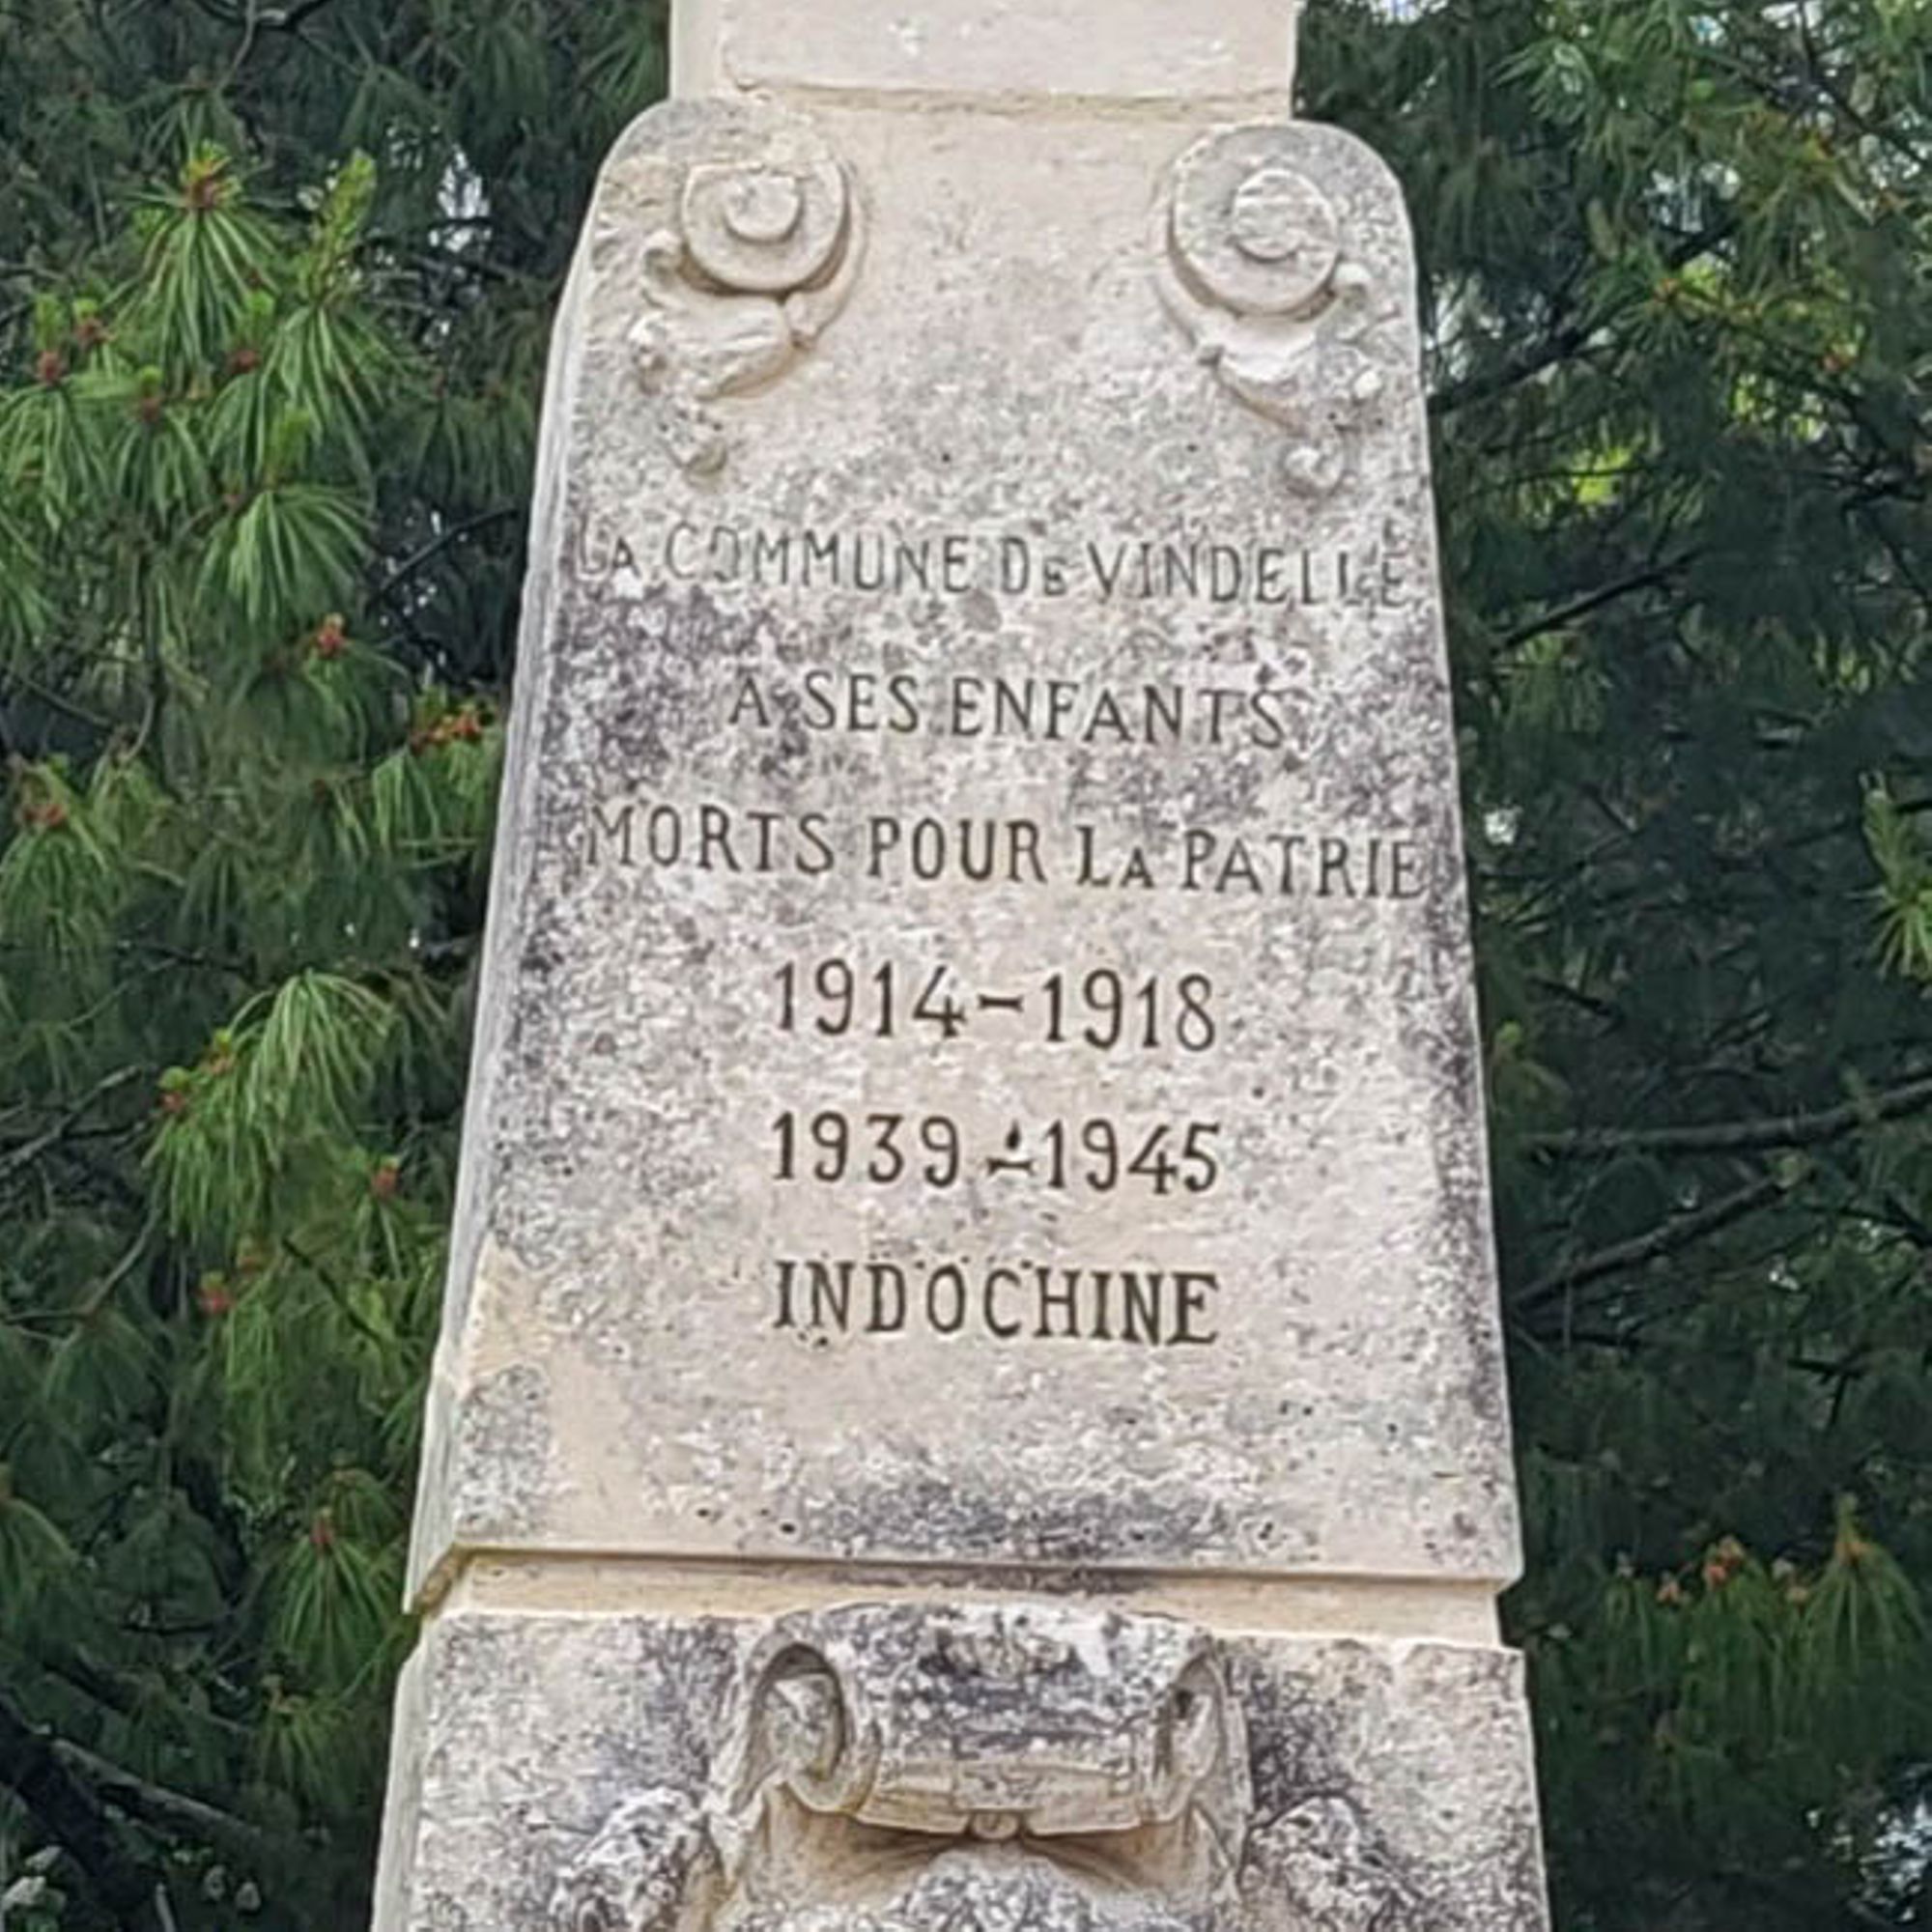 LA COMMUNE DE VINDELLE
A SES ENFANTS
MORTS POUR LA PATRIE
1914-1918
1939-1945
INDOCHINE